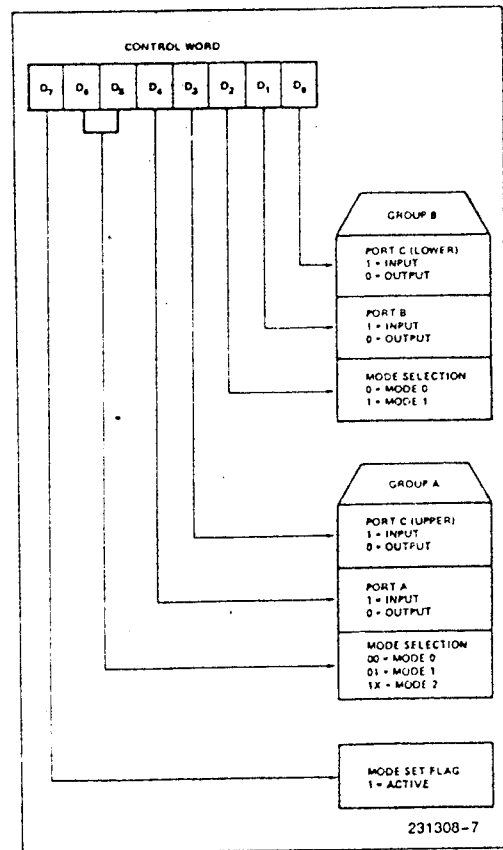 CONTROL WORD
D7 D6 D5 D4 D3 D2 D1 D0
GROUP B
PORT C (LOWER)
1 = INPUT
0 = OUTPUT
PORT B
1 = INPUT
0 = OUTPUT
MODE SELECTION
0 = MODE 0
1 = MODE 1
GROUP A
PORT C (UPPER)
1 = INPUT
0 = OUTPUT
PORT A
1 = INPUT
0 = OUTPUT
MODE SELECTION
00 = MODE 0
01 = MODE 1
1X = MODE 2
MODE SET FLAG
1 = ACTIVE
231308-7